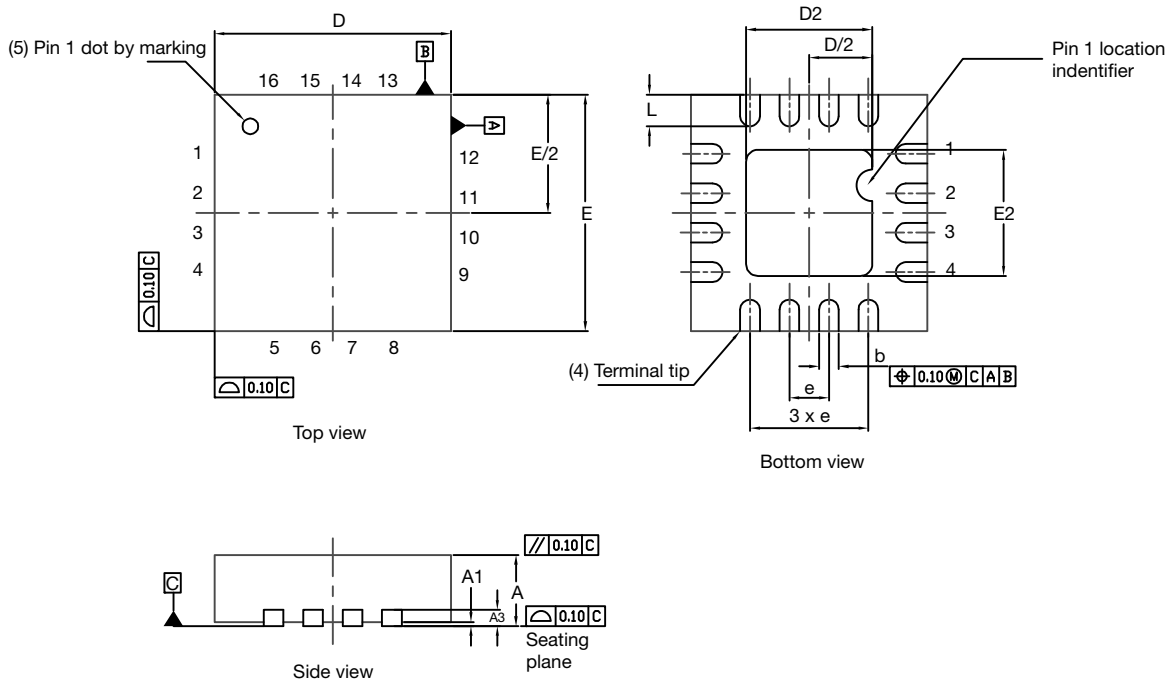 D
(5) Pin 1 dot by marking
B
16 15 14 13
A
1
2
3
4
12
11
10
9
E/2
E
0.10 C
5 6 7 8
0.10 C
Top view
D2
D/2
Pin 1 location
indentifier
L
1
2
3
4
E2
(4) Terminal tip
b
0.10 M C A B
e
3 x e
Bottom view
// 0.10 C
C
A1
A
A3
0.10 C
Seating
plane
Side view